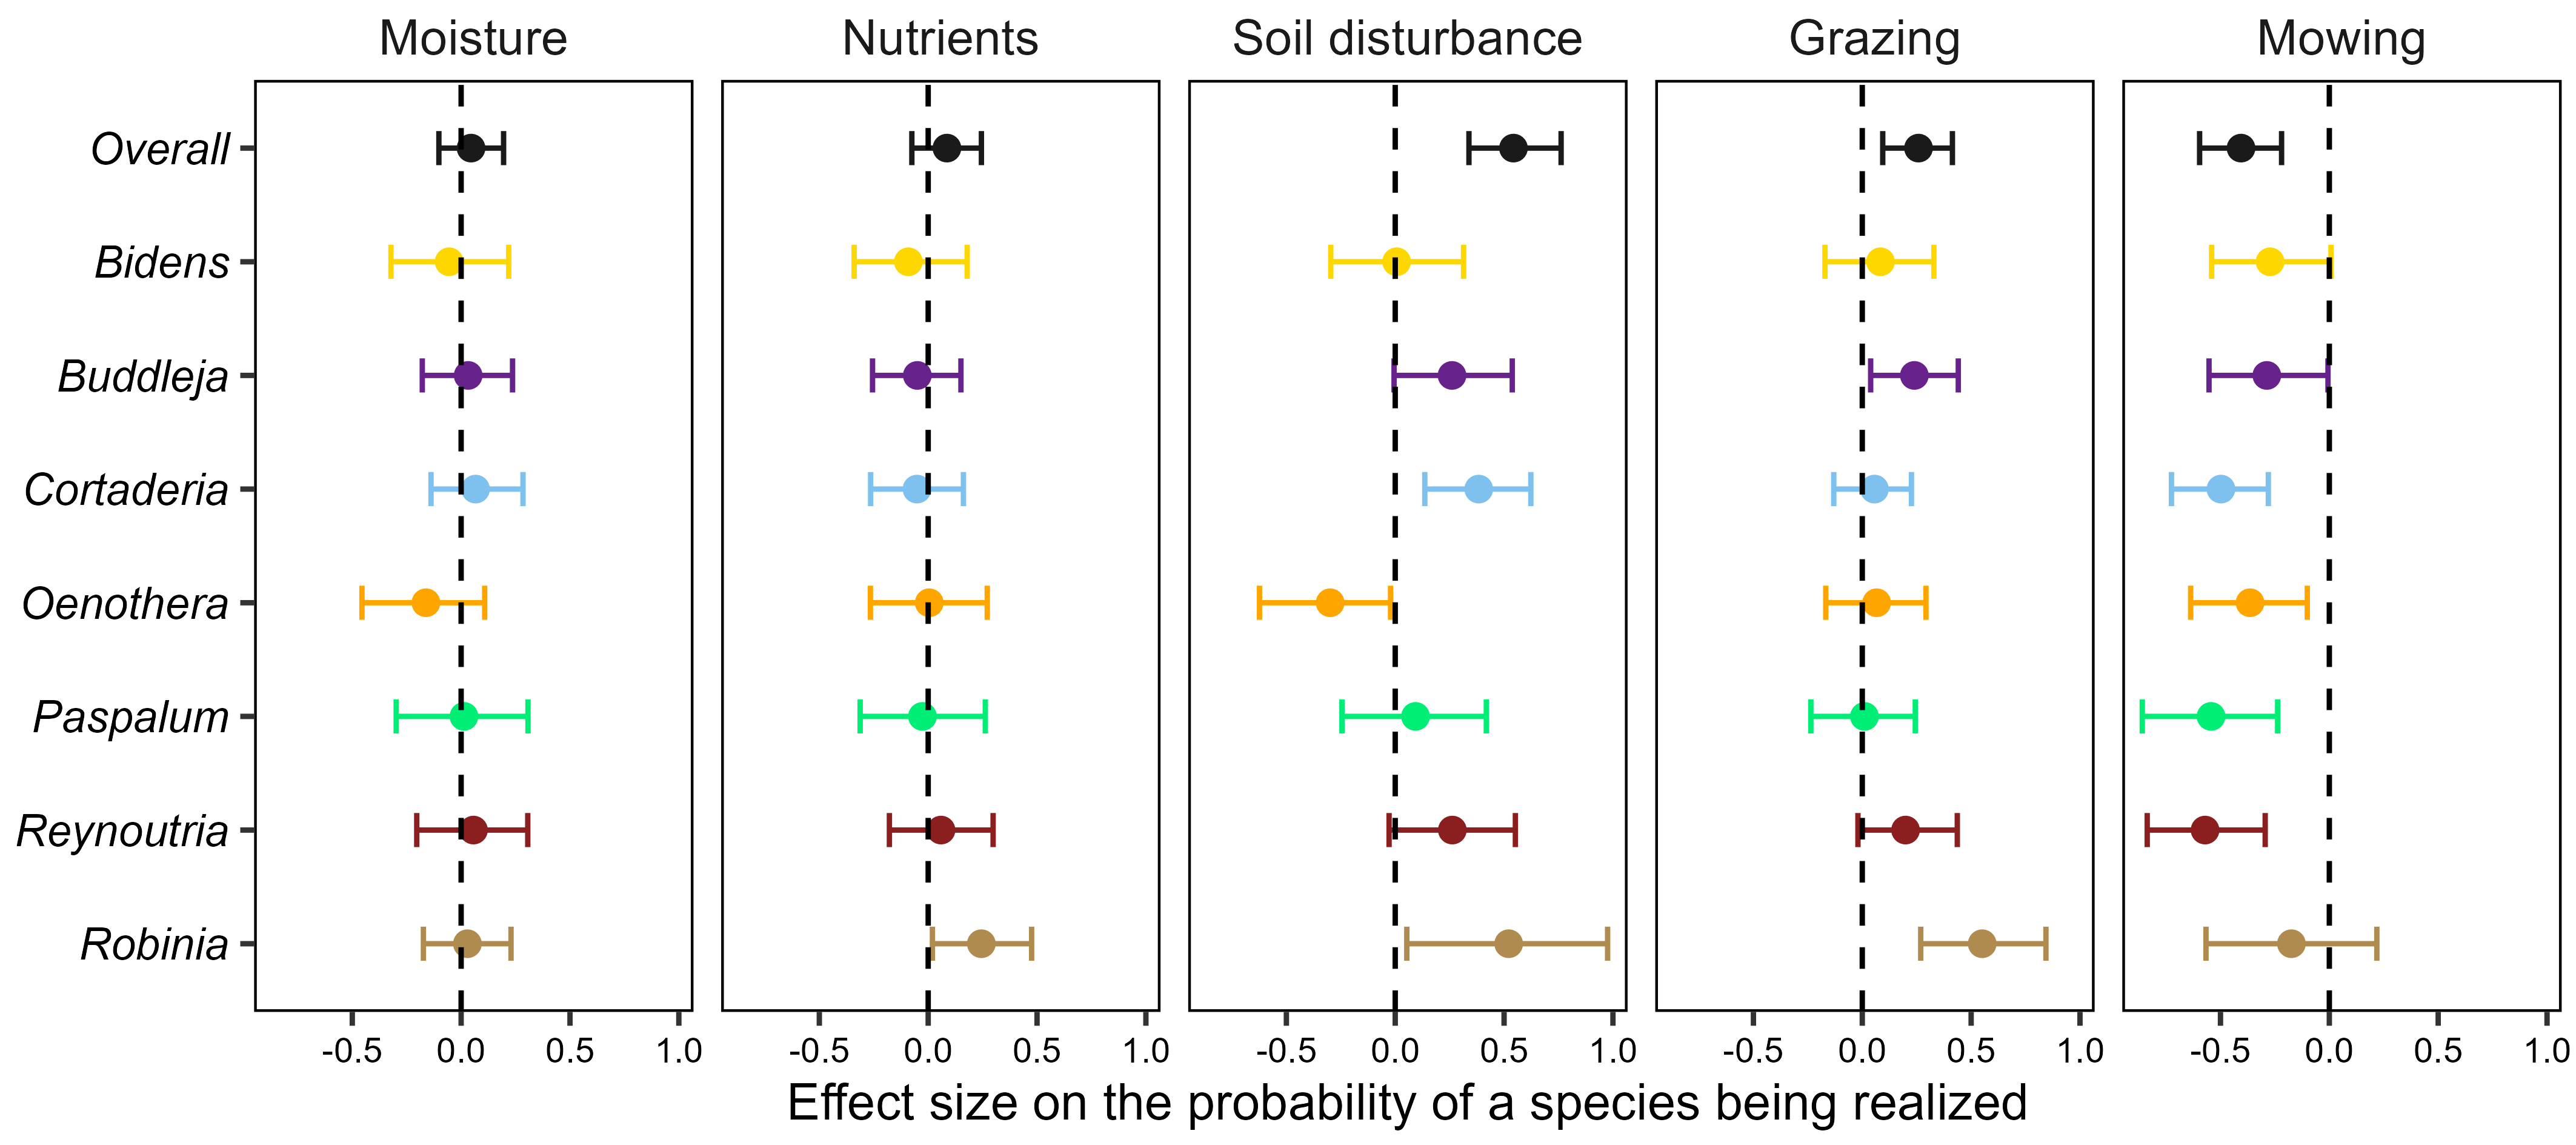 Moisture Nutrients Soil disturbance Grazing Mowing
Overall
Bidens
Buddleja
Cortaderia
Oenothera
Paspalum
Reynoutria
Robinia
-0.5 0.0 0.5 1.0 -0.5 0.0 0.5 1.0 -0.5 0.0 0.5 1.0 -0.5 0.0 0.5 1.0 -0.5 0.0 0.5 1.0
Effect size on the probability of a species being realized